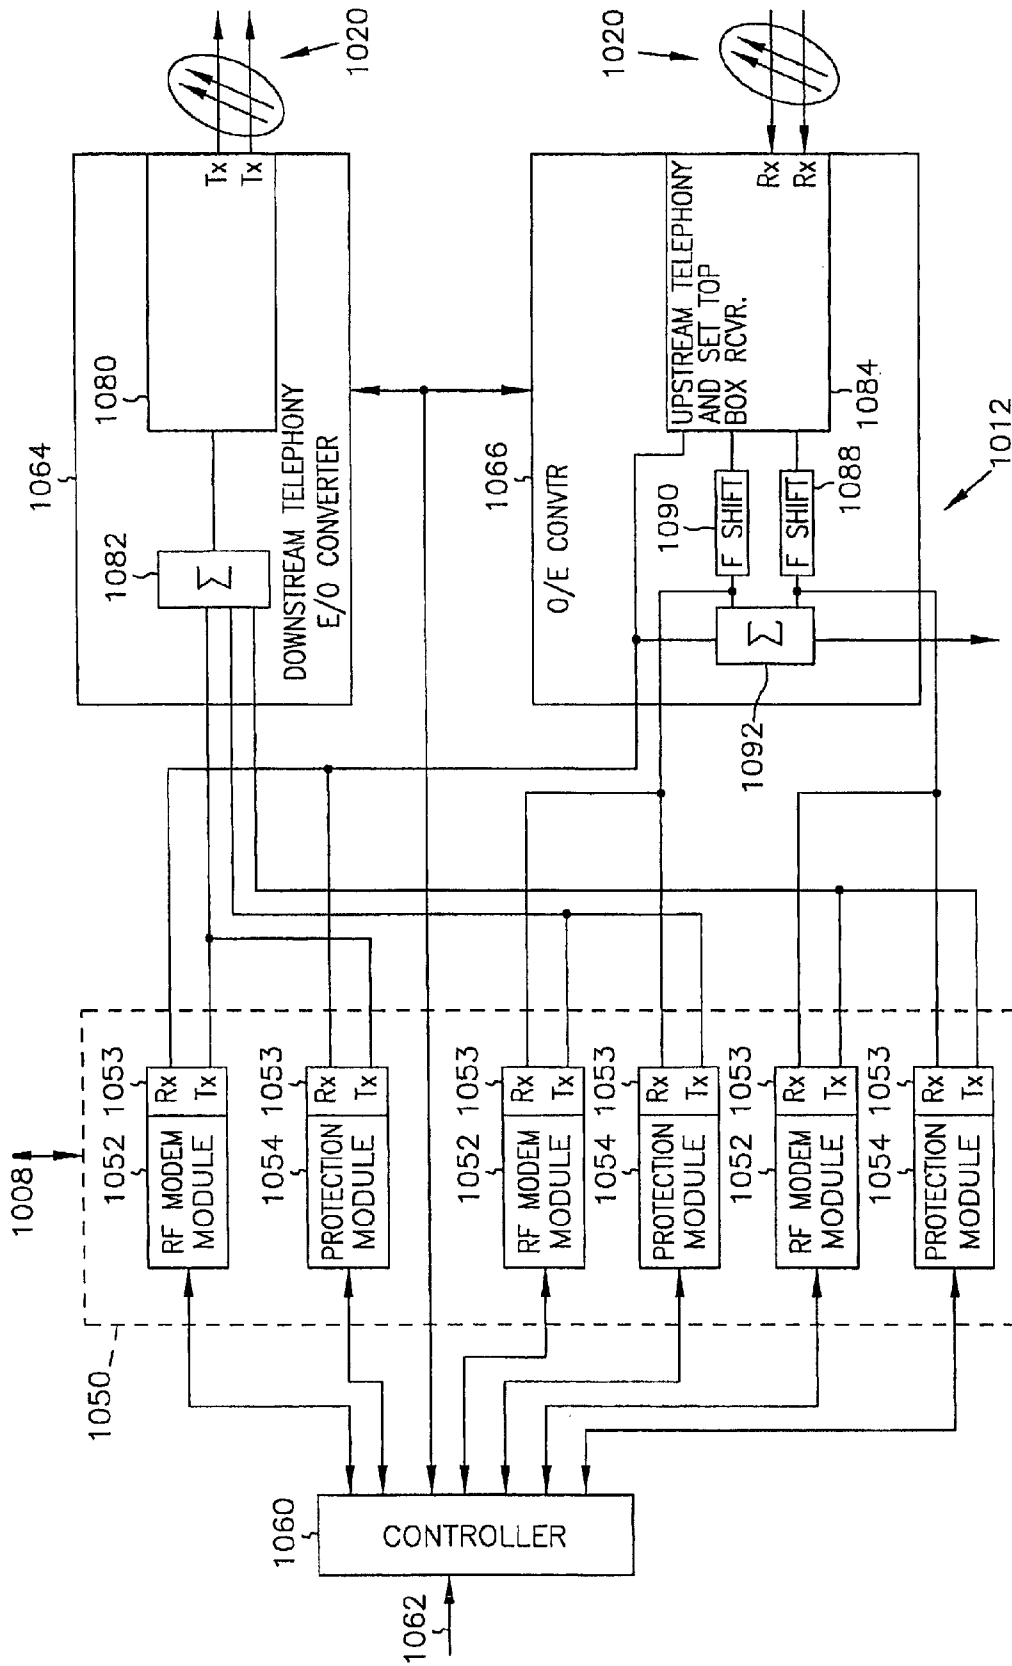 1064
1080
Tx
Tx
1020
1082
Σ
DOWNSTREAM TELEPHONY
E/O CONVERTER
1066
O/E CONVTR
UPSTREAM TELEPHONY
AND SET TOP
BOX RCVR.
Rx
Rx
1020
1084
1090
F SHIFT
F SHIFT
1088
Σ
1092
1012
1008
1050
1052
RF MODEM
MODULE
1053
Rx
Tx
1054
PROTECTION
MODULE
1053
Rx
Tx
1052
RF MODEM
MODULE
1053
Rx
Tx
1054
PROTECTION
MODULE
1053
Rx
Tx
1052
RF MODEM
MODULE
1053
Rx
Tx
1054
PROTECTION
MODULE
1053
Rx
Tx
1060
CONTROLLER
1062